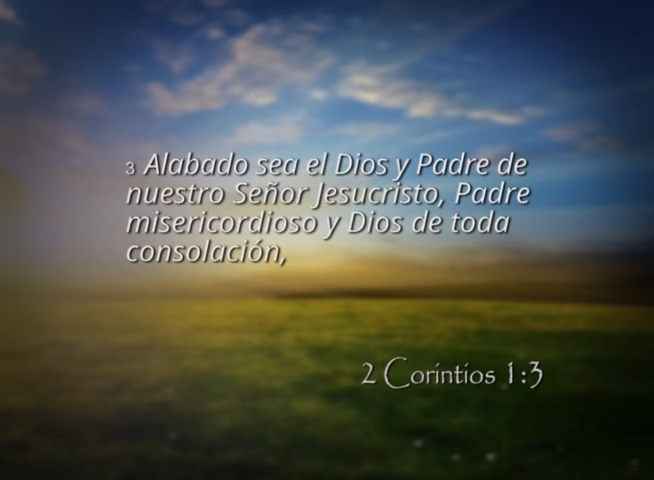 3 Alabado sea el Dios y Padre de
nuestro Señor Jesucristo, Padre
misericordioso y Dios de toda
consolación,
2 Corintios 1:3